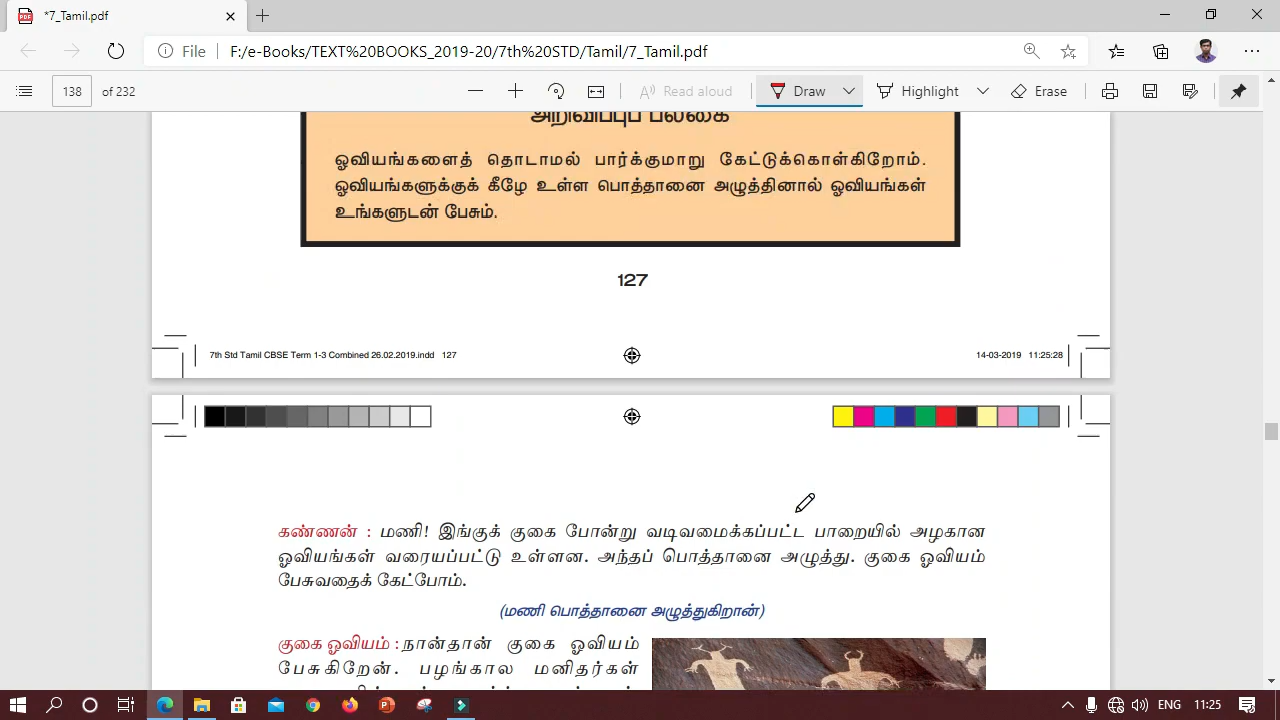 *7_Tamil.pdf
File F:/e-Books/TEXT%20BOOKS_2019-20/7th%20STD/Tamil/7_Tamil.pdf
138 of 232 Read aloud Draw Highlight Erase
அறிவிப்புப் பலகை
ஓவியங்களைத் தொடாமல் பார்க்குமாறு கேட்டுக்கொள்கிறோம்.
ஓவியங்களுக்குக் கீழே உள்ள பொத்தானை அழுத்தினால் ஓவியங்கள்
உங்களுடன் பேசும்.
127
7th Std Tamil CBSE Term 1-3 Combined 26.02.2019.indd 127 14-03-2019 11:25:28
கண்ணன் : மணி! இங்குக் குகை போன்று வடிவமைக்கப்பட்ட பாறையில் அழகான
ஓவியங்கள் வரையப்பட்டு உள்ளன. அந்தப் பொத்தானை அழுத்து. குகை ஓவியம்
பேசுவதைக் கேட்போம்.
(மணி பொத்தானை அழுத்துகிறான்)
குகை ஓவியம் : நான்தான் குகை ஓவியம்
பேசுகிறேன். பழங்கால மனிதர்கள்
ENG 11:25